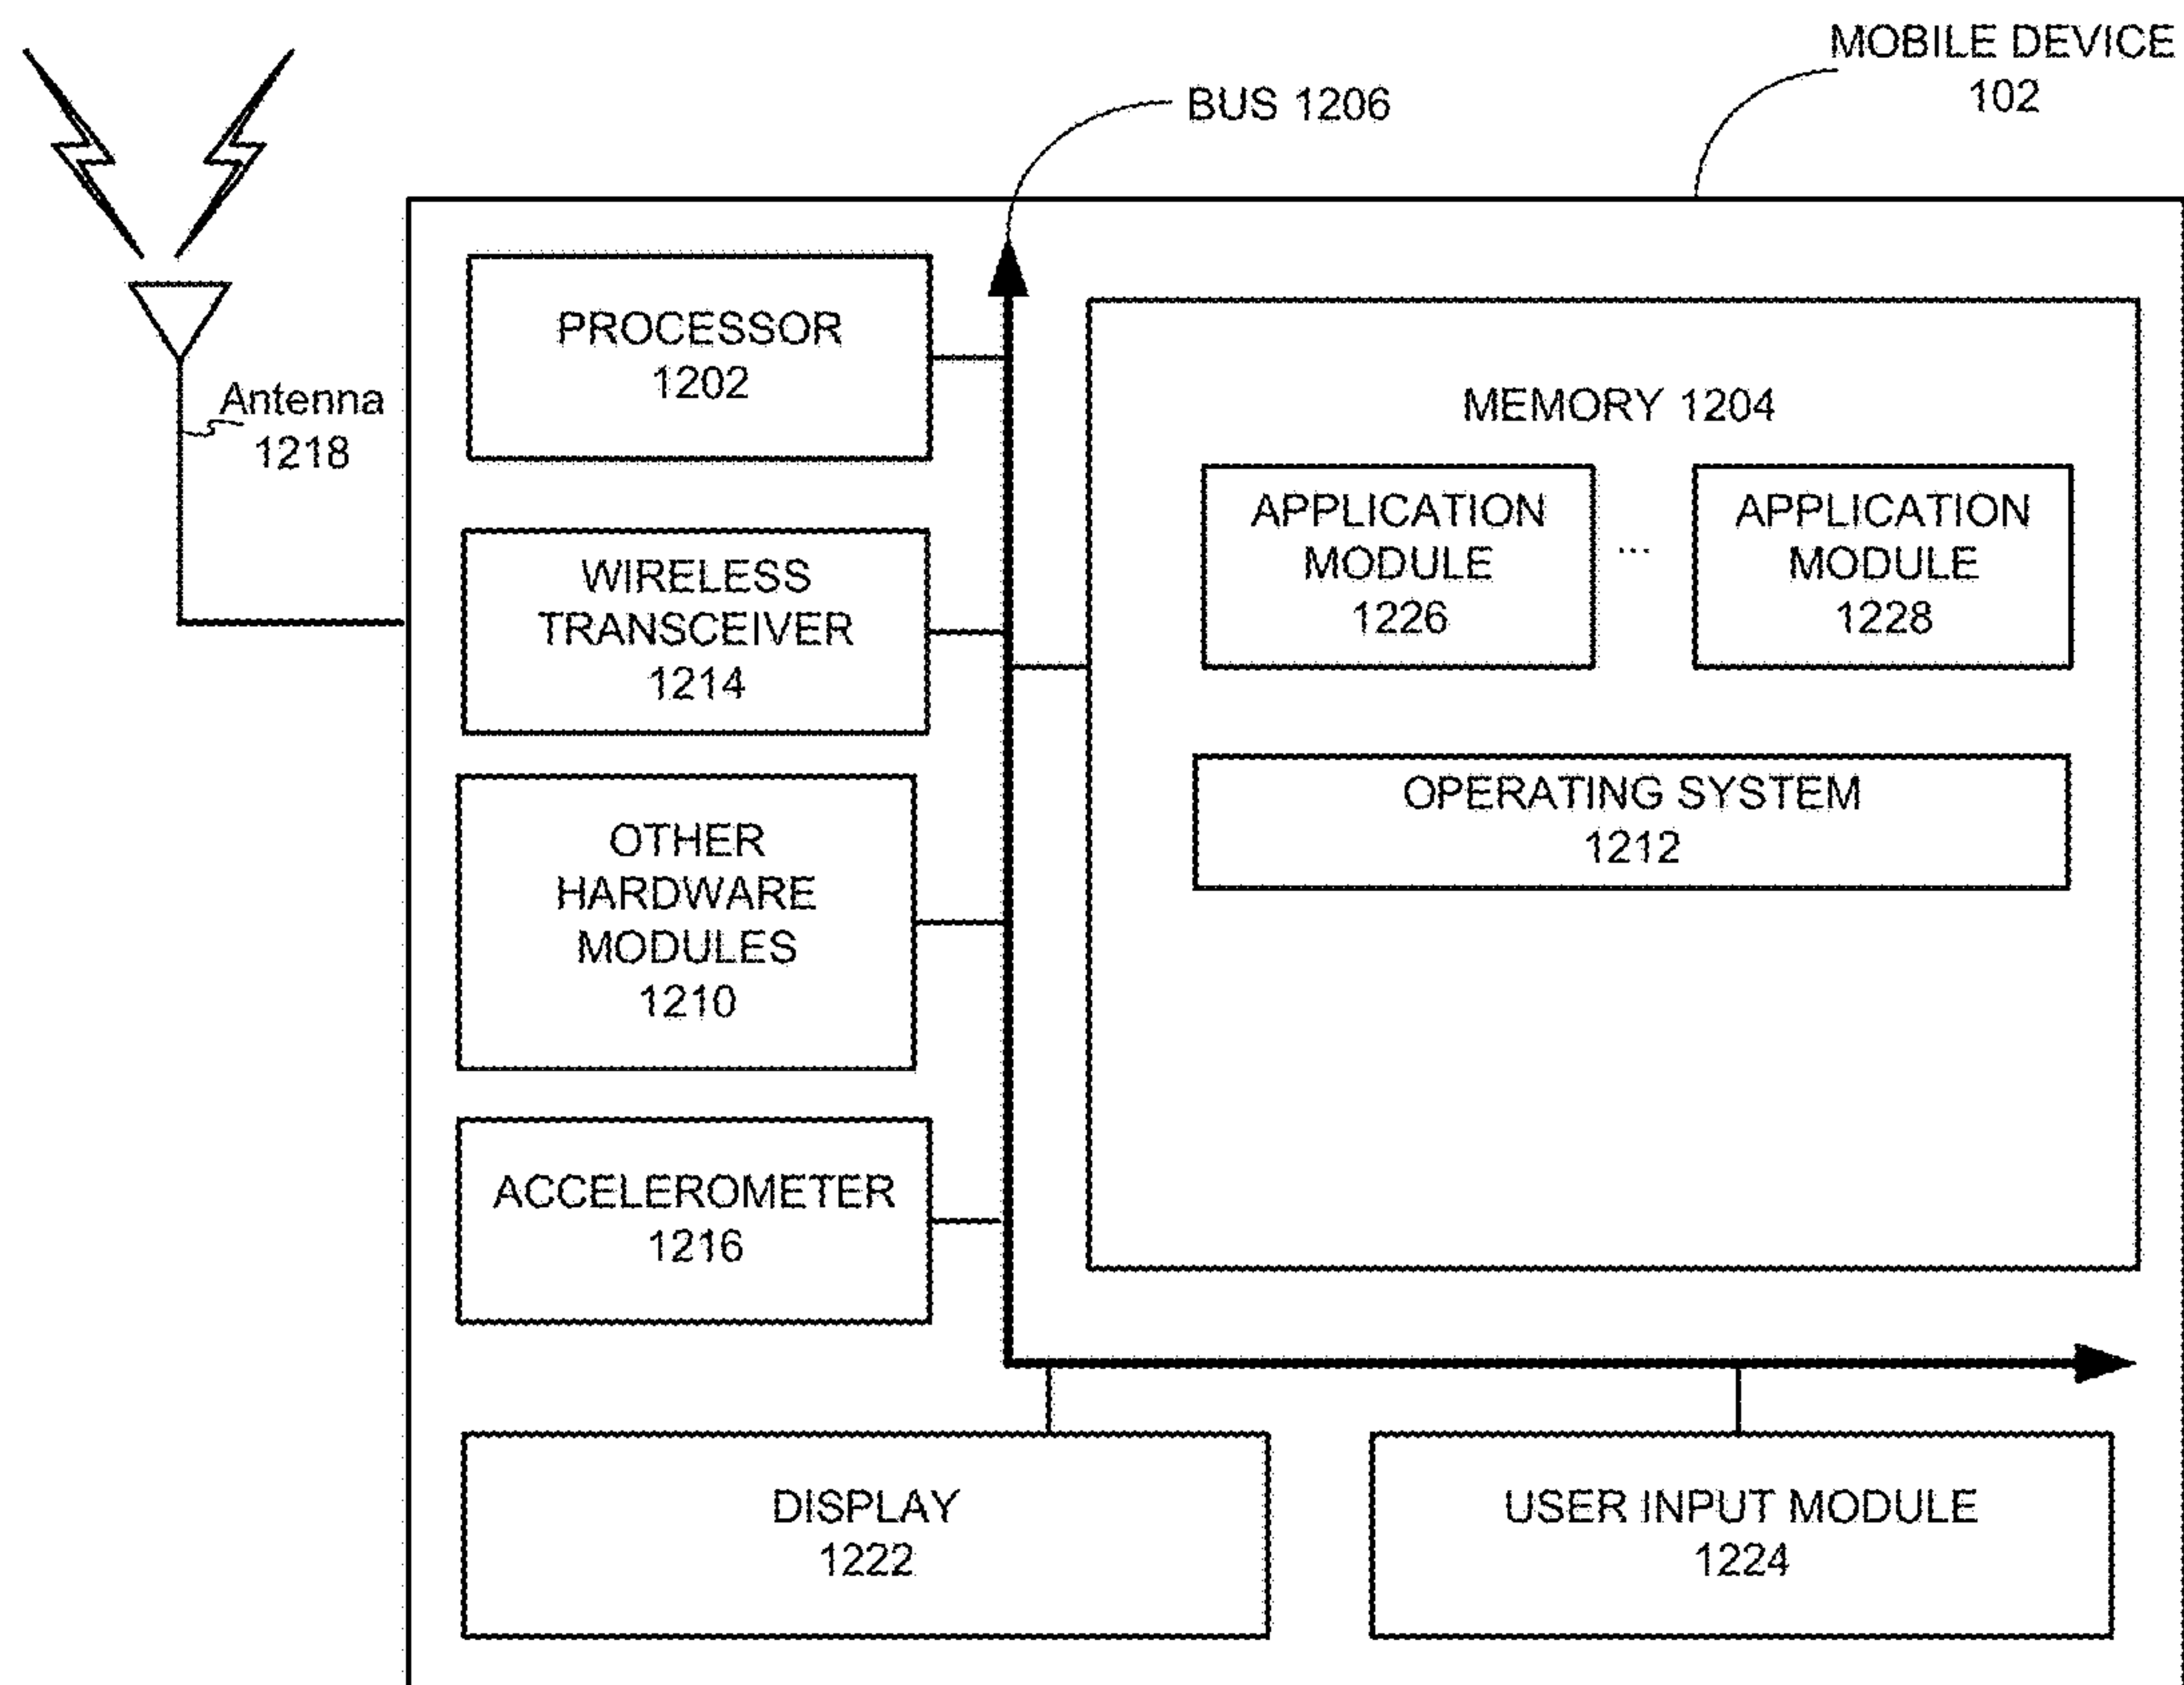 MOBILE DEVICE
102
BUS 1206
Antenna
1218
PROCESSOR
1202
WIRELESS
TRANSCEIVER
1214
OTHER
HARDWARE
MODULES
1210
ACCELEROMETER
1216
MEMORY 1204
APPLICATION
MODULE
1226
...
APPLICATION
MODULE
1228
OPERATING SYSTEM
1212
DISPLAY
1222
USER INPUT MODULE
1224